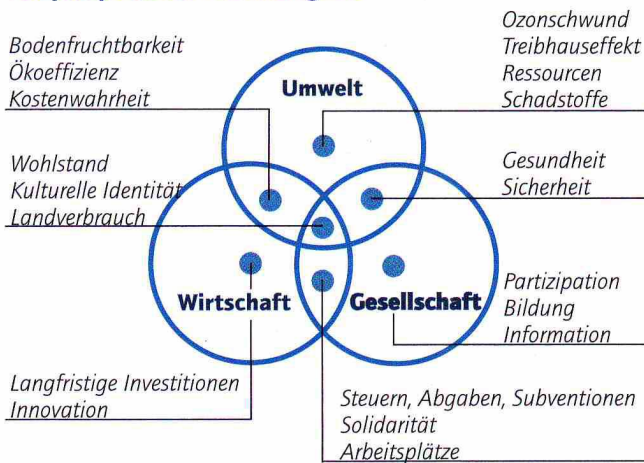 Bodenfruchtbarkeit
Ökoeffizienz
Kostenwahrheit
Ozonschwund
Treibhauseffekt
Ressourcen
Schadstoffe
Umwelt
Wohlstand
Kulturelle Identität
Landverbrauch
Gesundheit
Sicherheit
Wirtschaft
Gesellschaft
Partizipation
Bildung
Information
Langfristige Investitionen
Innovation
Steuern, Abgaben, Subventionen
Solidarität
Arbeitsplätze